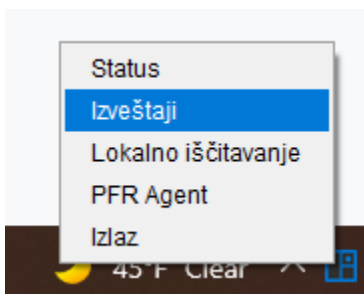 Status
Izveštaji
Lokalno iščitavanje
PFR Agent
Izlaz
45°F Clear